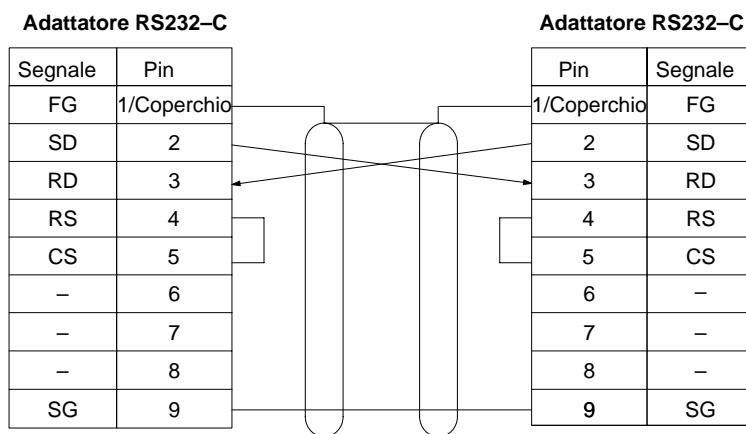 Adattatore RS232–C Adattatore RS232–C
Segnale Pin Pin Segnale
FG 1/Coperchio 1/Coperchio FG
SD 2 2 SD
RD 3 3 RD
RS 4 4 RS
CS 5 5 CS
– 6 6 –
– 7 7 –
– 8 8 –
SG 9 9 SG